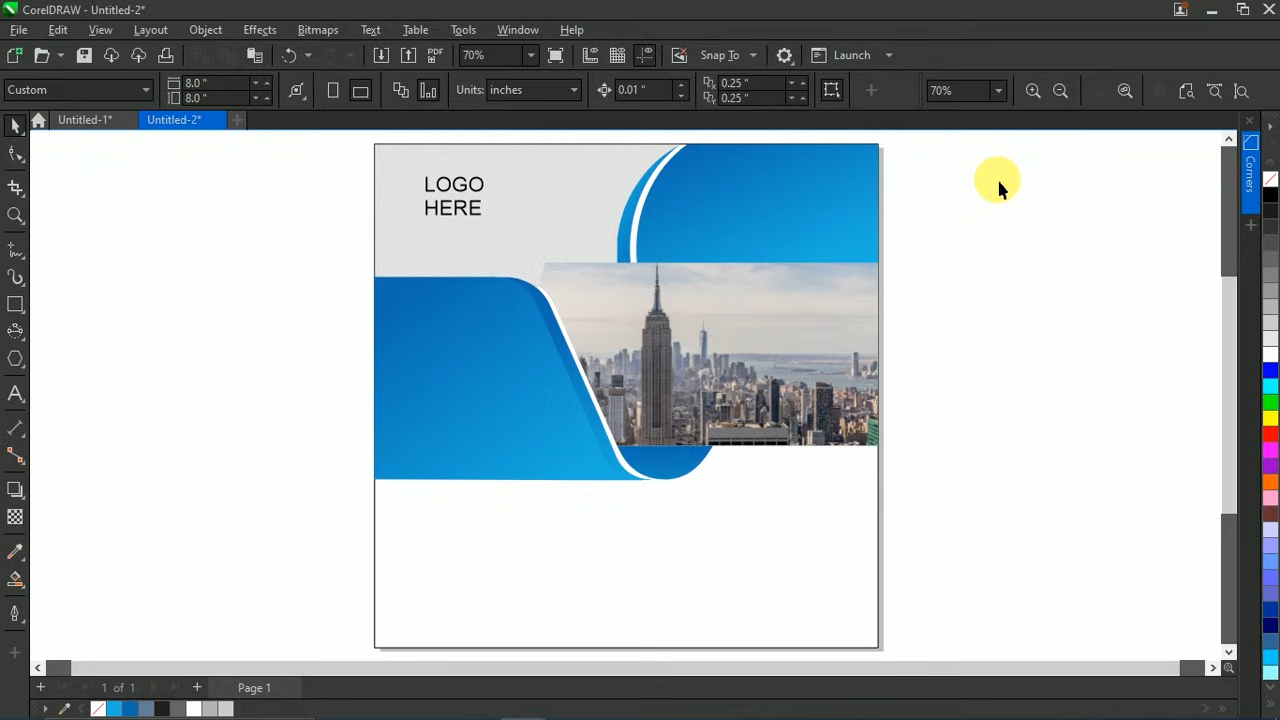 CorelDRAW - Untitled-2*
File Edit View Layout Object Effects Bitmaps Text Table Tools Window Help
PDF 70% Snap To Launch
Custom 8.0 " 8.0 " Units: inches 0.01 " 0.25 " 0.25 " 70%
Untitled-1* Untitled-2*
Corners
LOGO
HERE
1 of 1 Page 1